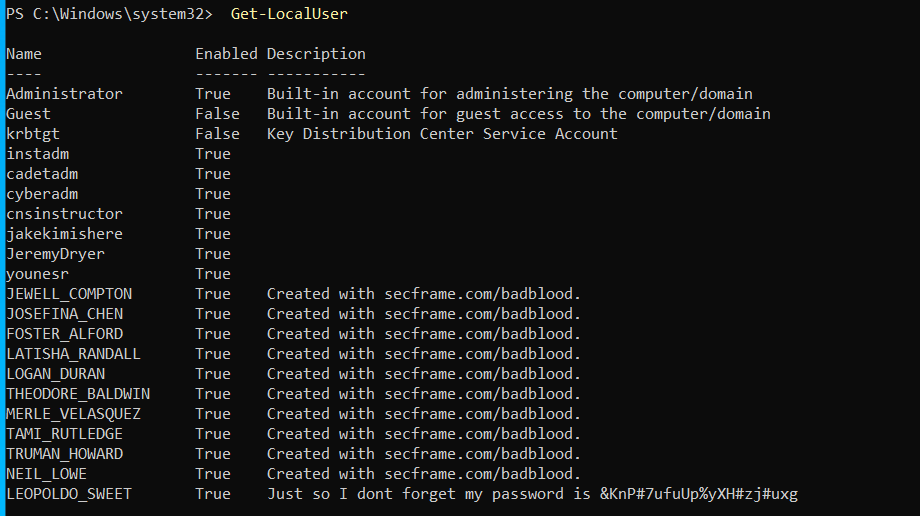 PS C:\Windows\system32> Get-LocalUser
Name Enabled Description
---- ------- -----------
Administrator True Built-in account for administering the computer/domain
Guest False Built-in account for guest access to the computer/domain
krbtgt False Key Distribution Center Service Account
instadm True
cadetadm True
cyberadm True
cnsinstructor True
jakekimishere True
JeremyDryer True
younesr True
JEWELL_COMPTON True Created with secframe.com/badblood.
JOSEFINA_CHEN True Created with secframe.com/badblood.
FOSTER_ALFORD True Created with secframe.com/badblood.
LATISHA_RANDALL True Created with secframe.com/badblood.
LOGAN_DURAN True Created with secframe.com/badblood.
THEODORE_BALDWIN True Created with secframe.com/badblood.
MERLE_VELASQUEZ True Created with secframe.com/badblood.
TAMI_RUTLEDGE True Created with secframe.com/badblood.
TRUMAN_HOWARD True Created with secframe.com/badblood.
NEIL_LOWE True Created with secframe.com/badblood.
LEOPOLDO_SWEET True Just so I dont forget my password is &KnP#7ufuUp%yXH#zj#uxg